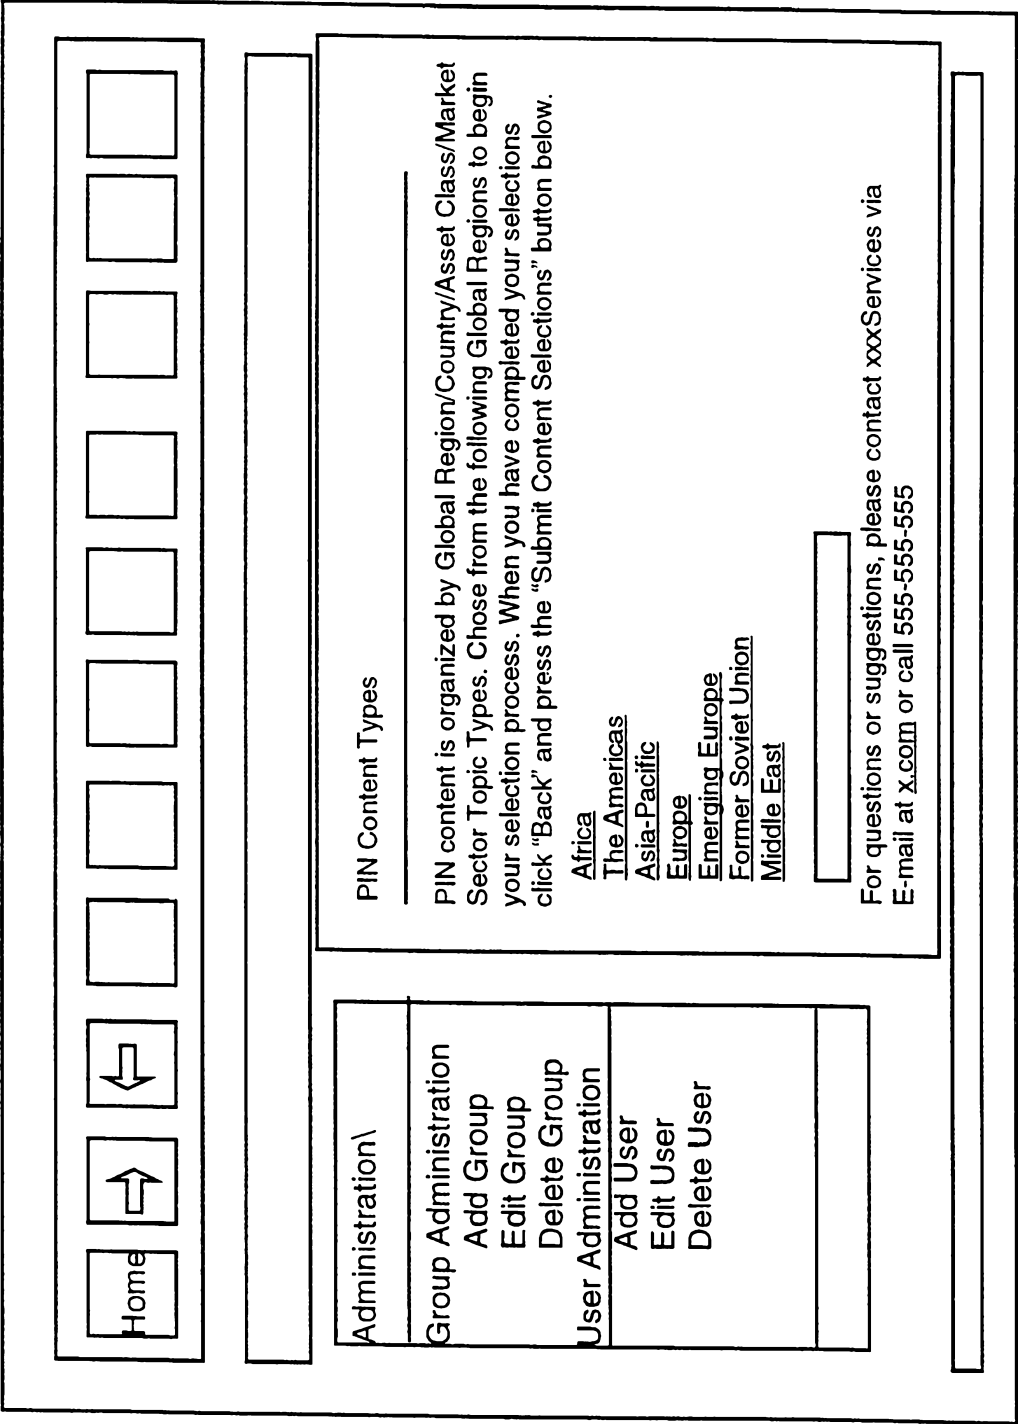 Home
Administration\
Group Administration
Add Group
Edit Group
Delete Group
User Administration
Add User
Edit User
Delete User
PIN Content Types
PIN content is organized by Global Region/Country/Asset Class/Market
Sector Topic Types. Chose from the following Global Regions to begin
your selection process. When you have completed your selections
click “Back” and press the “Submit Content Selections” button below.
Africa
The Americas
Asia-Pacific
Europe
Emerging Europe
Former Soviet Union
Middle East
For questions or suggestions, please contact xxxServices via
E-mail at x.com or call 555-555-555